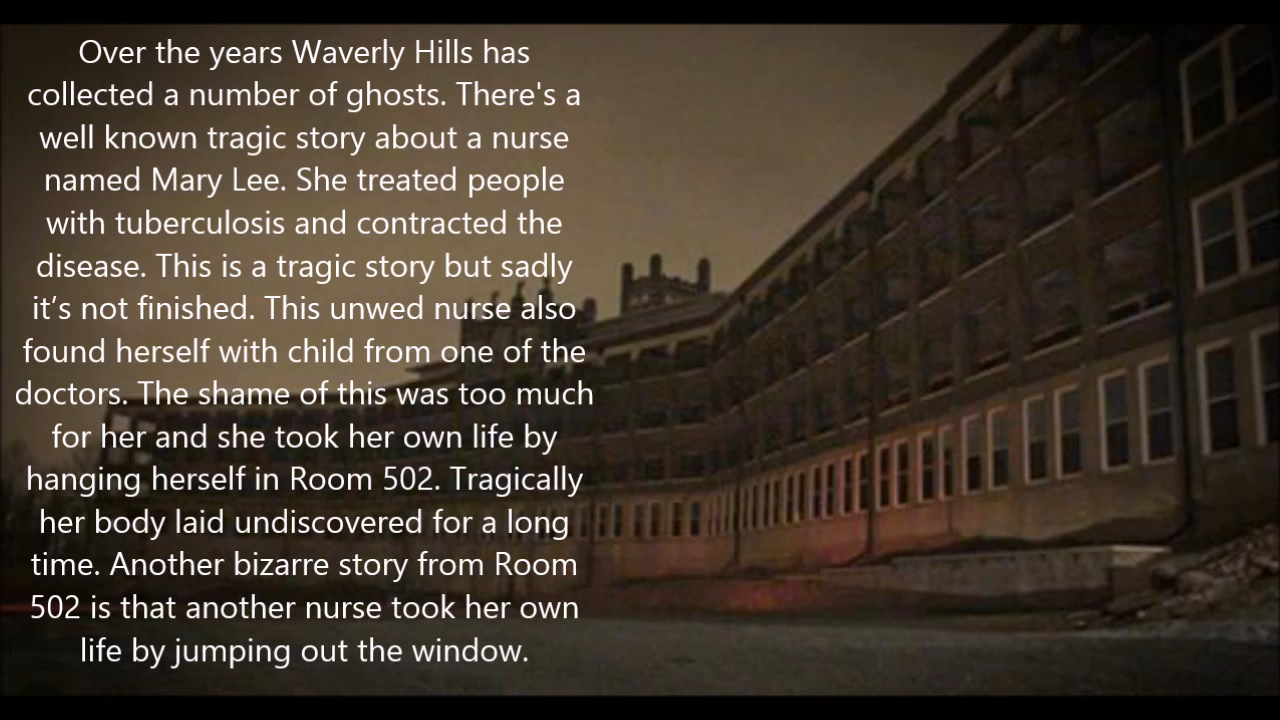 Over the years Waverly Hills has
collected a number of ghosts. There's a
well known tragic story about a nurse
named Mary Lee. She treated people
with tuberculosis and contracted the
disease. This is a tragic story but sadly
it’s not finished. This unwed nurse also
found herself with child from one of the
doctors. The shame of this was too much
for her and she took her own life by
hanging herself in Room 502. Tragically
her body laid undiscovered for a long
time. Another bizarre story from Room
502 is that another nurse took her own
life by jumping out the window.